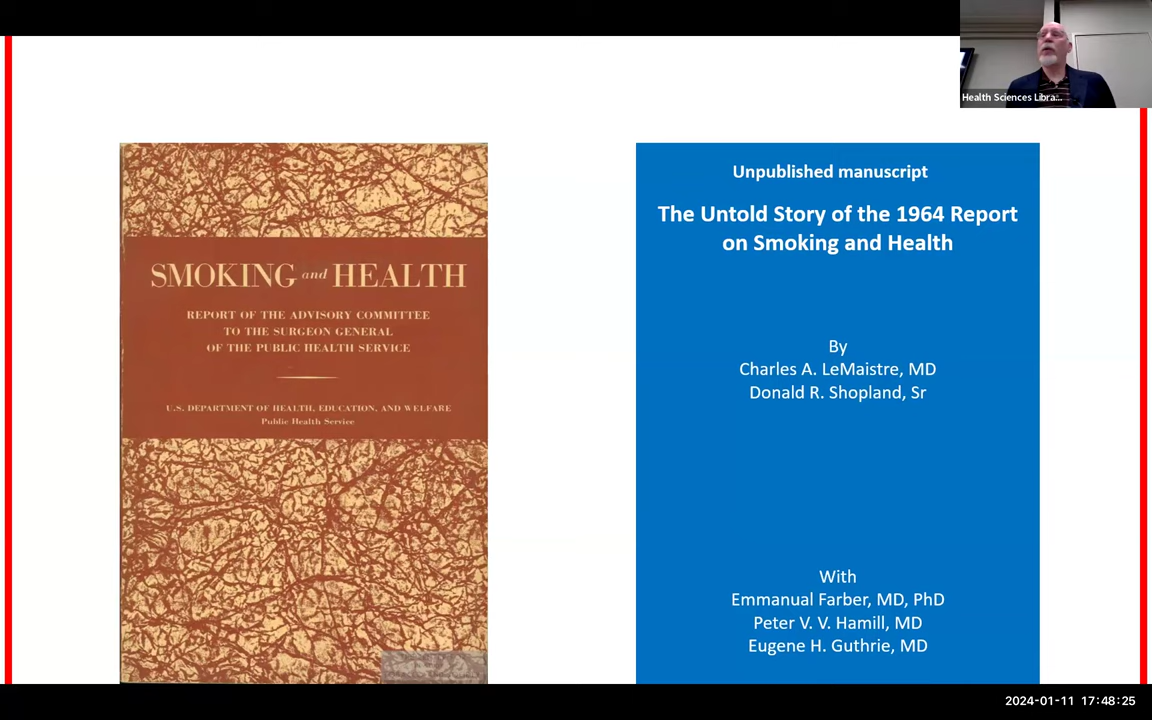 Health Sciences Libra...
SMOKING and HEALTH
REPORT OF THE ADVISORY COMMITTEE
TO THE SURGEON GENERAL
OF THE PUBLIC HEALTH SERVICE
U.S. DEPARTMENT OF HEALTH, EDUCATION, AND WELFARE
Public Health Service
Unpublished manuscript
The Untold Story of the 1964 Report
on Smoking and Health
By
Charles A. LeMaistre, MD
Donald R. Shopland, Sr
With
Emmanual Farber, MD, PhD
Peter V. V. Hamill, MD
Eugene H. Guthrie, MD
2024-01-11 17:48:25